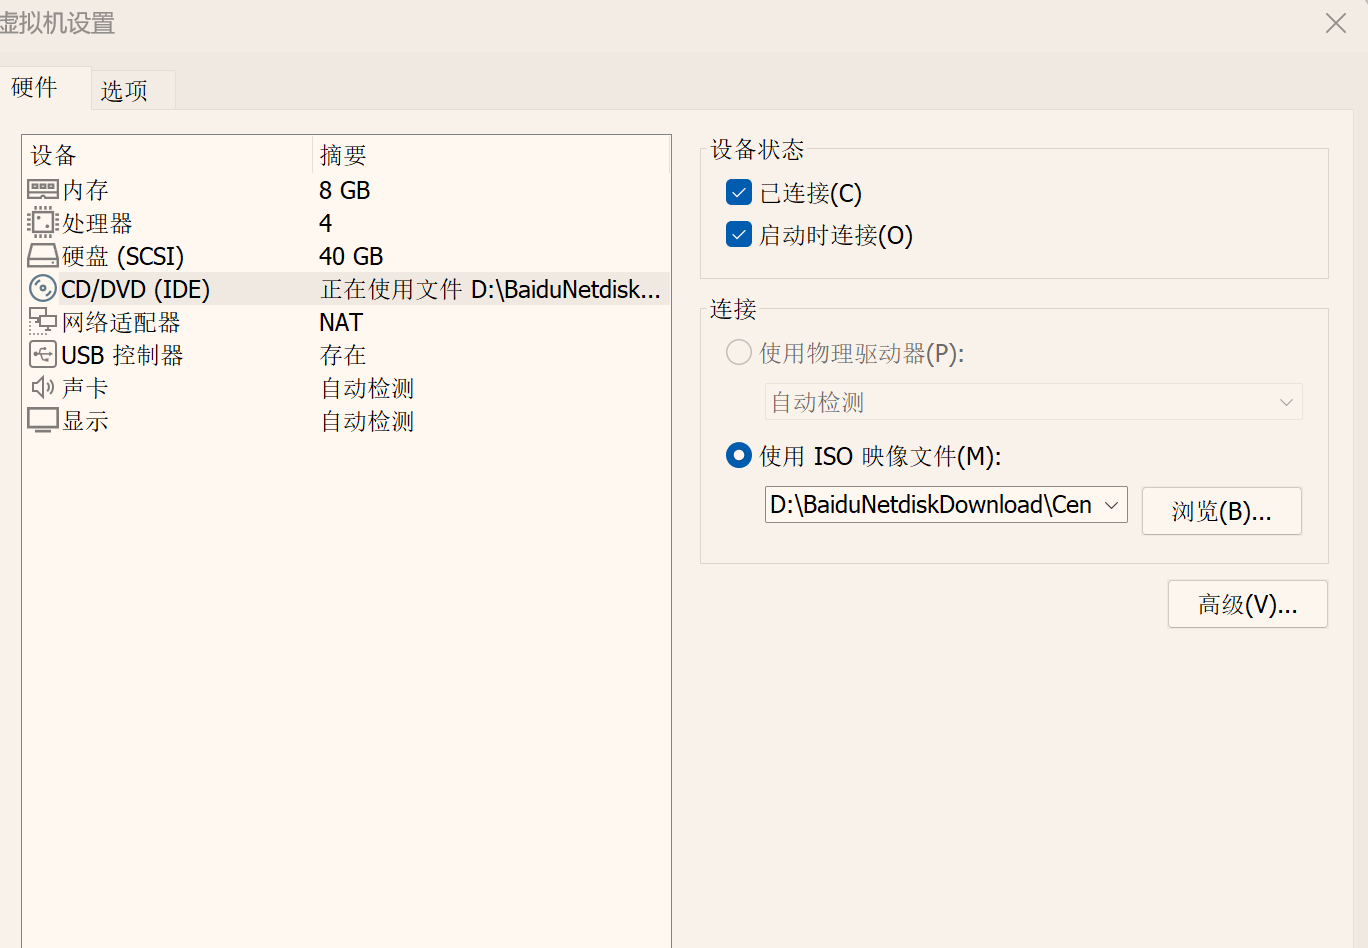 虚拟机设置
硬件 选项
设备 摘要
内存 8 GB
处理器 4
硬盘 (SCSI) 40 GB
CD/DVD (IDE) 正在使用文件 D:\BaiduNetdisk...
网络适配器 NAT
USB 控制器 存在
声卡 自动检测
显示 自动检测
设备状态
已连接(C)
启动时连接(O)
连接
使用物理驱动器(P):
自动检测
使用 ISO 映像文件(M):
D:\BaiduNetdiskDownload\Cen
浏览(B)...
高级(V)...